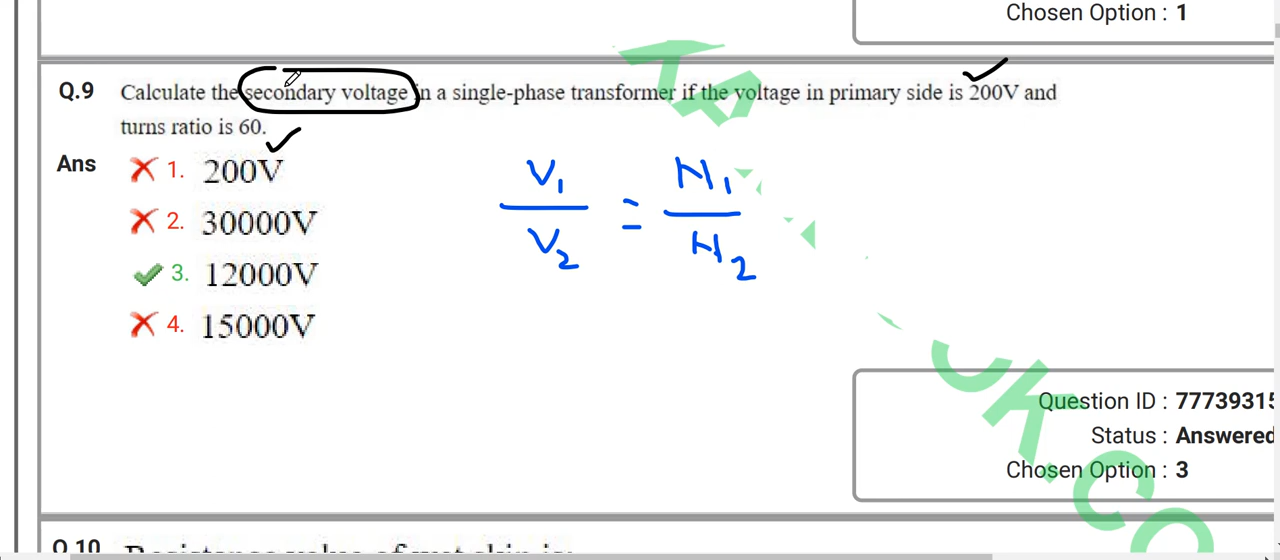 Chosen Option : 1
Q.9 Calculate the secondary voltage in a single-phase transformer if the voltage in primary side is 200V and
turns ratio is 60.
Ans 1. 200V
2. 30000V
3. 12000V
4. 15000V
V1 / V2 = N1 / N2
Question ID : 77739315
Status : Answered
Chosen Option : 3
Q.10